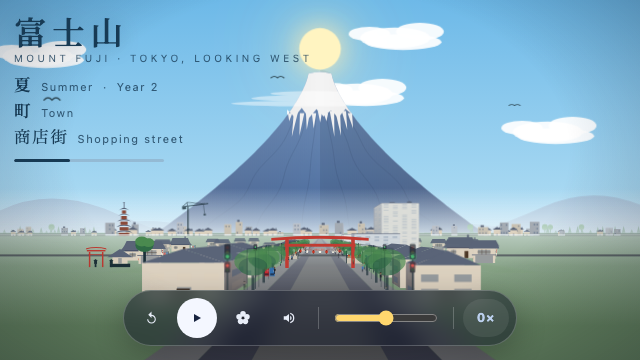 富士山
MOUNT FUJI · TOKYO, LOOKING WEST
夏 Summer · Year 2
町 Town
商店街 Shopping street
0×